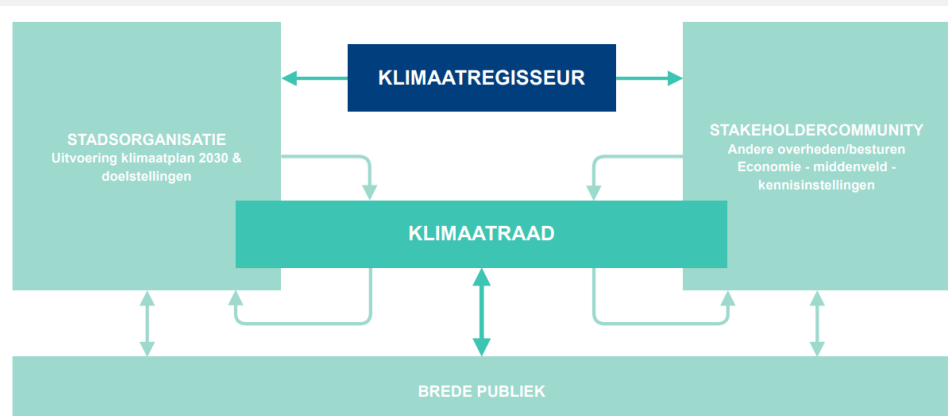 KLIMAATREGISSEUR
STADSORGANISATIE
Uitvoering klimaatplan 2030 &
doelstellingen
STAKEHOLDERCOMMUNITY
Andere overheden/besturen
Economie - middenveld -
kennisinstellingen
KLIMAATRAAD
BREDE PUBLIEK